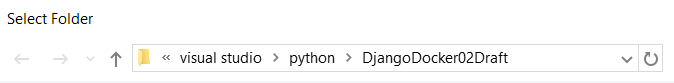 Select Folder
« visual studio > python > DjangoDocker02Draft